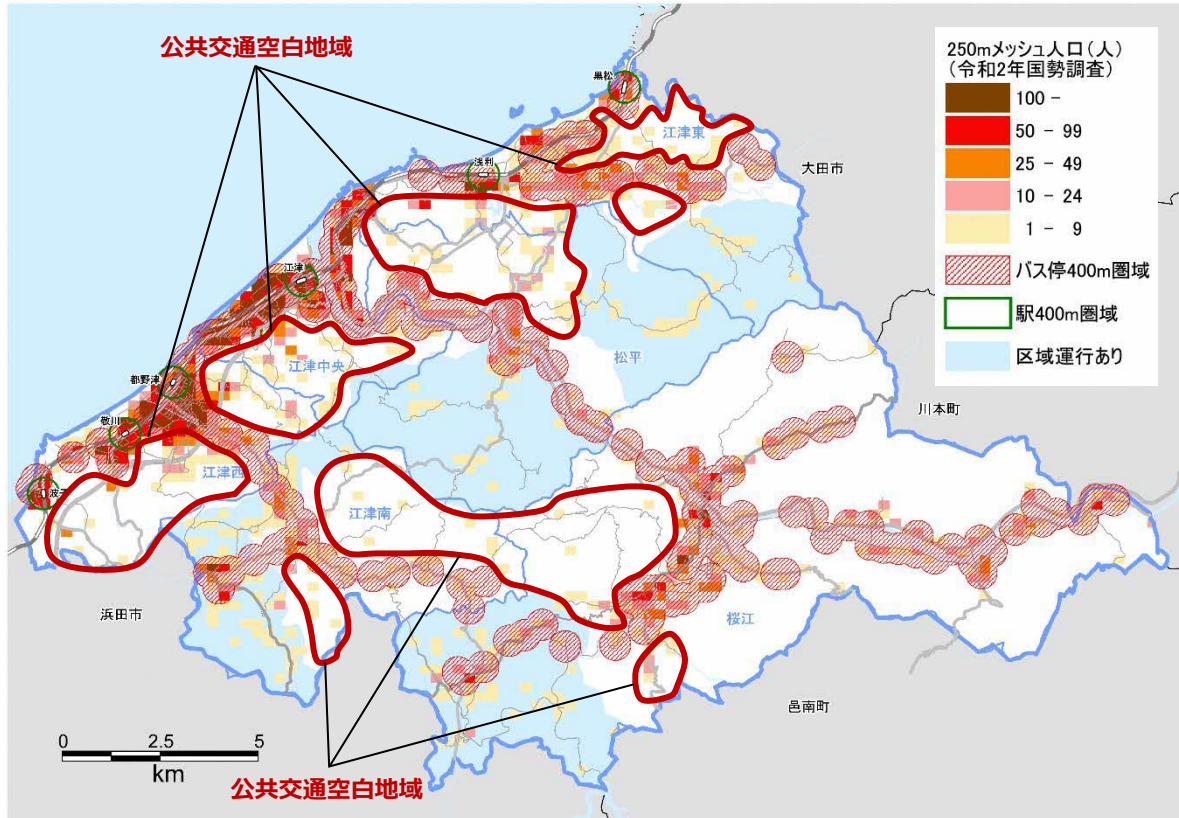 公共交通空白地域
250mメッシュ人口(人)
(令和2年国勢調査)
100 -
50 - 99
25 - 49
10 - 24
1 - 9
バス停400m圏域
駅400m圏域
区域運行あり
黒松
江津東
大田市
浅利
江津
松平
江津中央
都野津
川本町
敬川
江津西
波子
江津南
浜田市
桜江
邑南町
0 2.5 5
km
公共交通空白地域